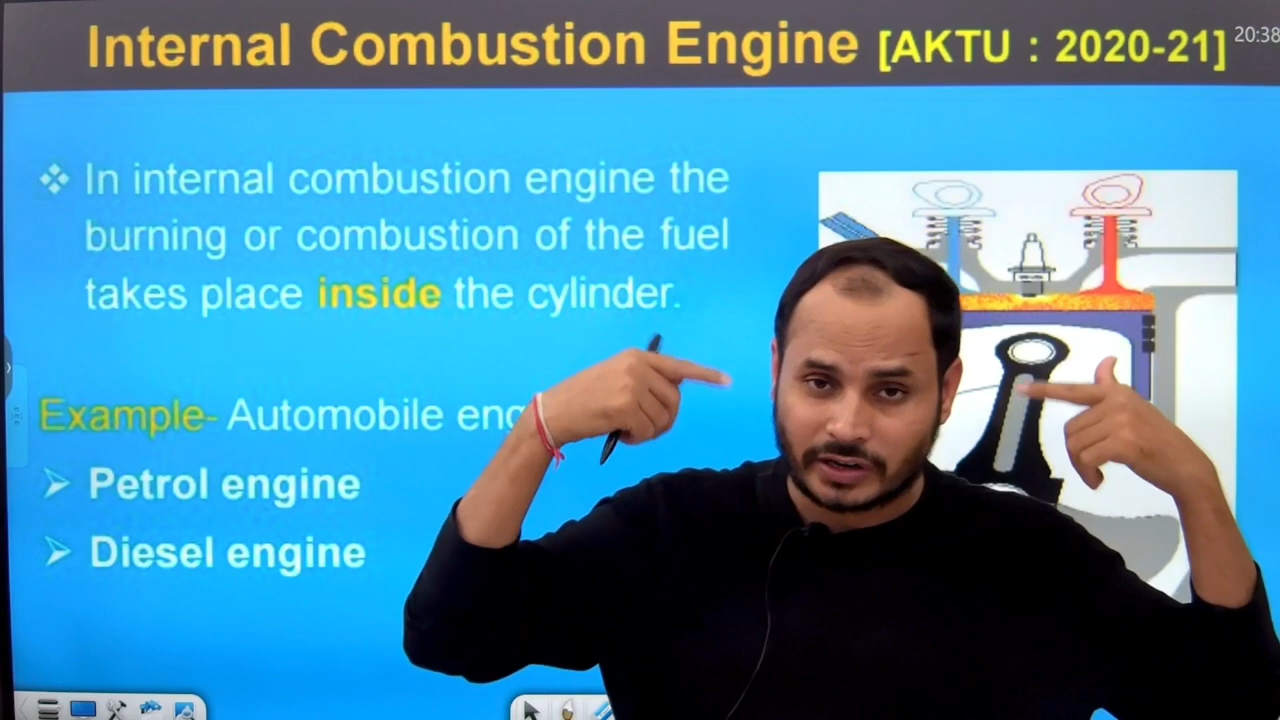 Internal Combustion Engine [AKTU : 2020-21]
20:38
In internal combustion engine the
burning or combustion of the fuel
takes place inside the cylinder.
Example- Automobile eng
Petrol engine
Diesel engine